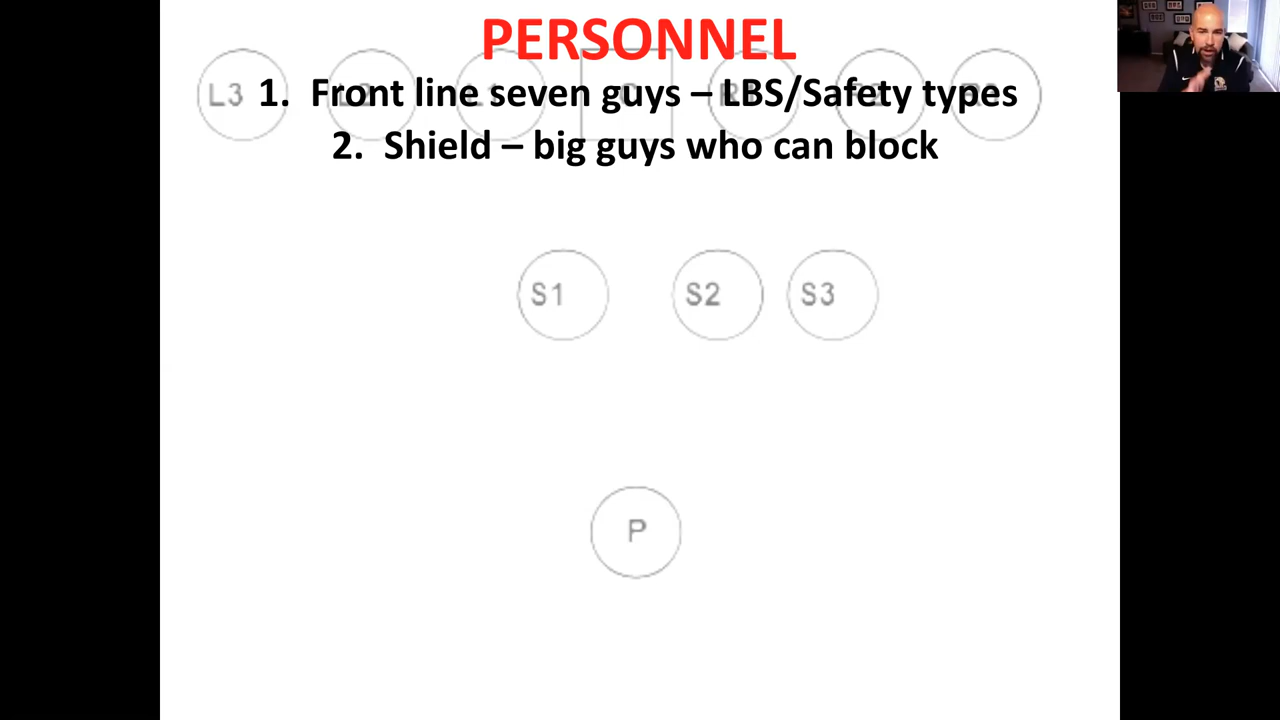 PERSONNEL
1. Front line seven guys – LBS/Safety types
2. Shield – big guys who can block
L3
S1 S2 S3
P